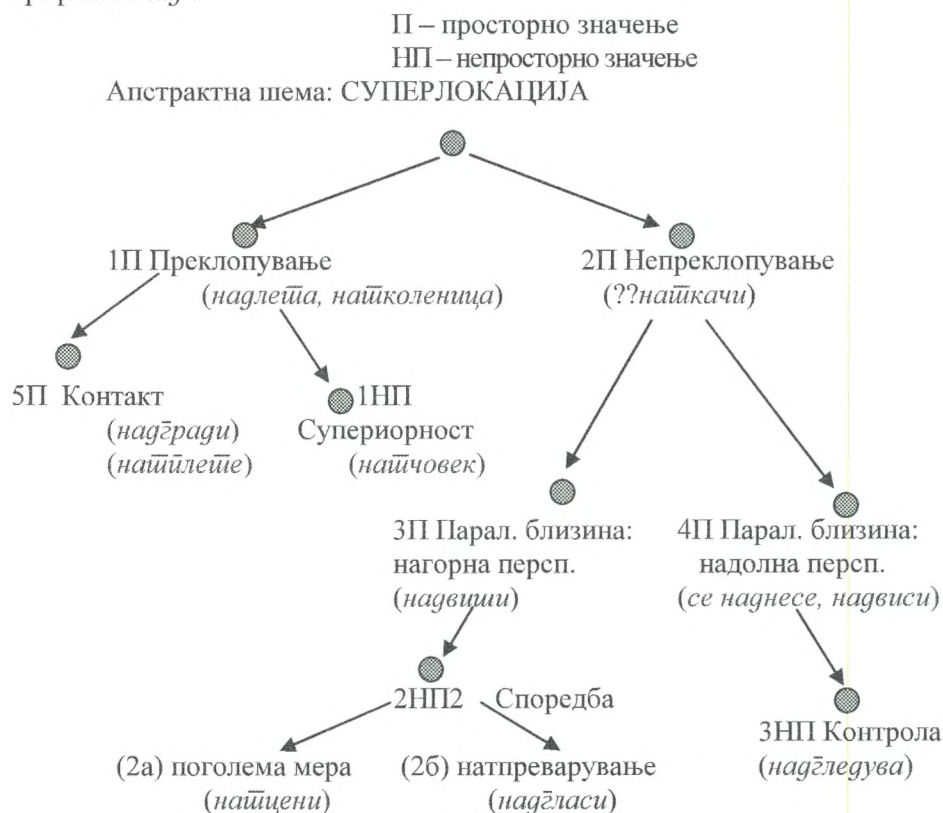 П – просторно значење
НП – непросторно значење
Апстрактна шема: СУПЕРЛОКАЦИЈА
1П Преклопување
(надлета, натколеница)
2П Непреклопување
(??наткачи)
5П Контакт
(надгради)
(натплете)
1НП
Супериорност
(натчовек)
3П Парал. близина:
нагорна персп.
(надвиши)
4П Парал. близина:
надолна персп.
(се наднесе, надвиси)
2НП2 Споредба
3НП Контрола
(надгледува)
(2а) поголема мера
(натцени)
(2б) натпреварување
(надгласи)